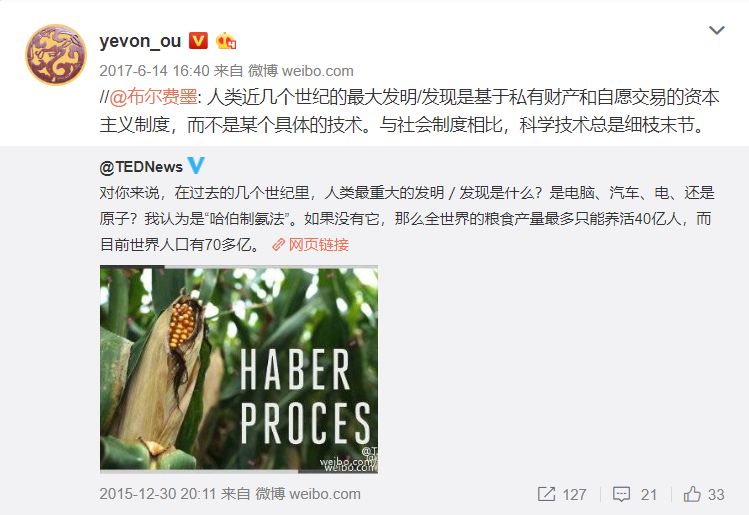 yevon_ou
2017-6-14 16:40 来自 微博 weibo.com
//@布尔费墨: 人类近几个世纪的最大发明/发现是基于私有财产和自愿交易的资本
主义制度，而不是某个具体的技术。与社会制度相比，科学技术总是细枝末节。
@TEDNews
对你来说，在过去的几个世纪里，人类最重大的发明 / 发现是什么？是电脑、汽车、电、还是
原子？我认为是“哈伯制氨法”。如果没有它，那么全世界的粮食产量最多只能养活40亿人，而
目前世界人口有70多亿。 网页链接
HABER
PROCES
weibo.com/
weibo.com/
2015-12-30 20:11 来自 微博 weibo.com
127
21
33